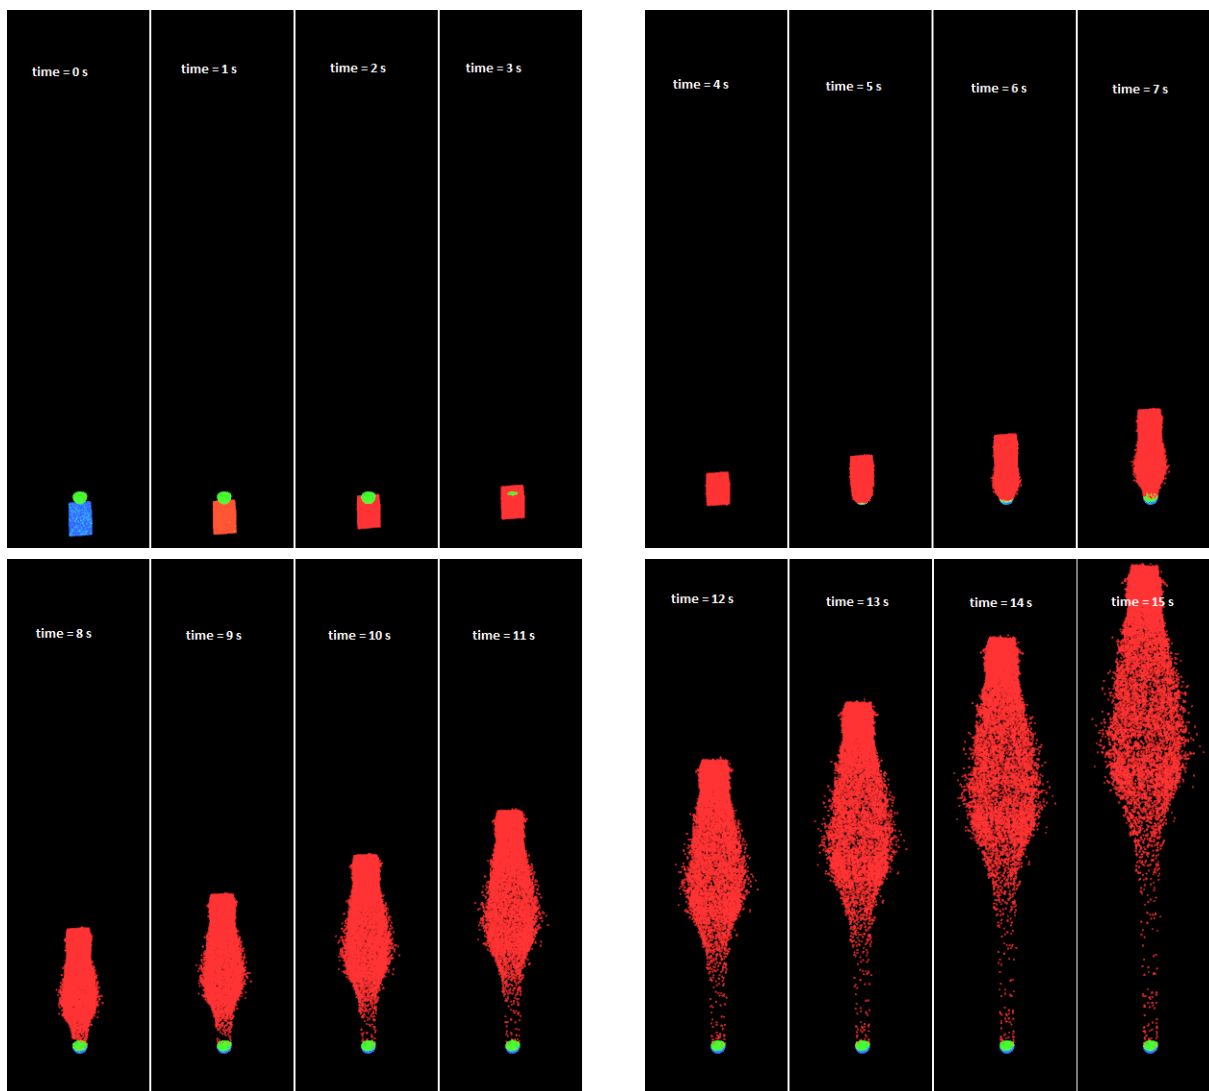 time = 0 s
time = 1 s
time = 2 s
time = 3 s
time = 4 s
time = 5 s
time = 6 s
time = 7 s
time = 8 s
time = 9 s
time = 10 s
time = 11 s
time = 12 s
time = 13 s
time = 14 s
time = 15 s